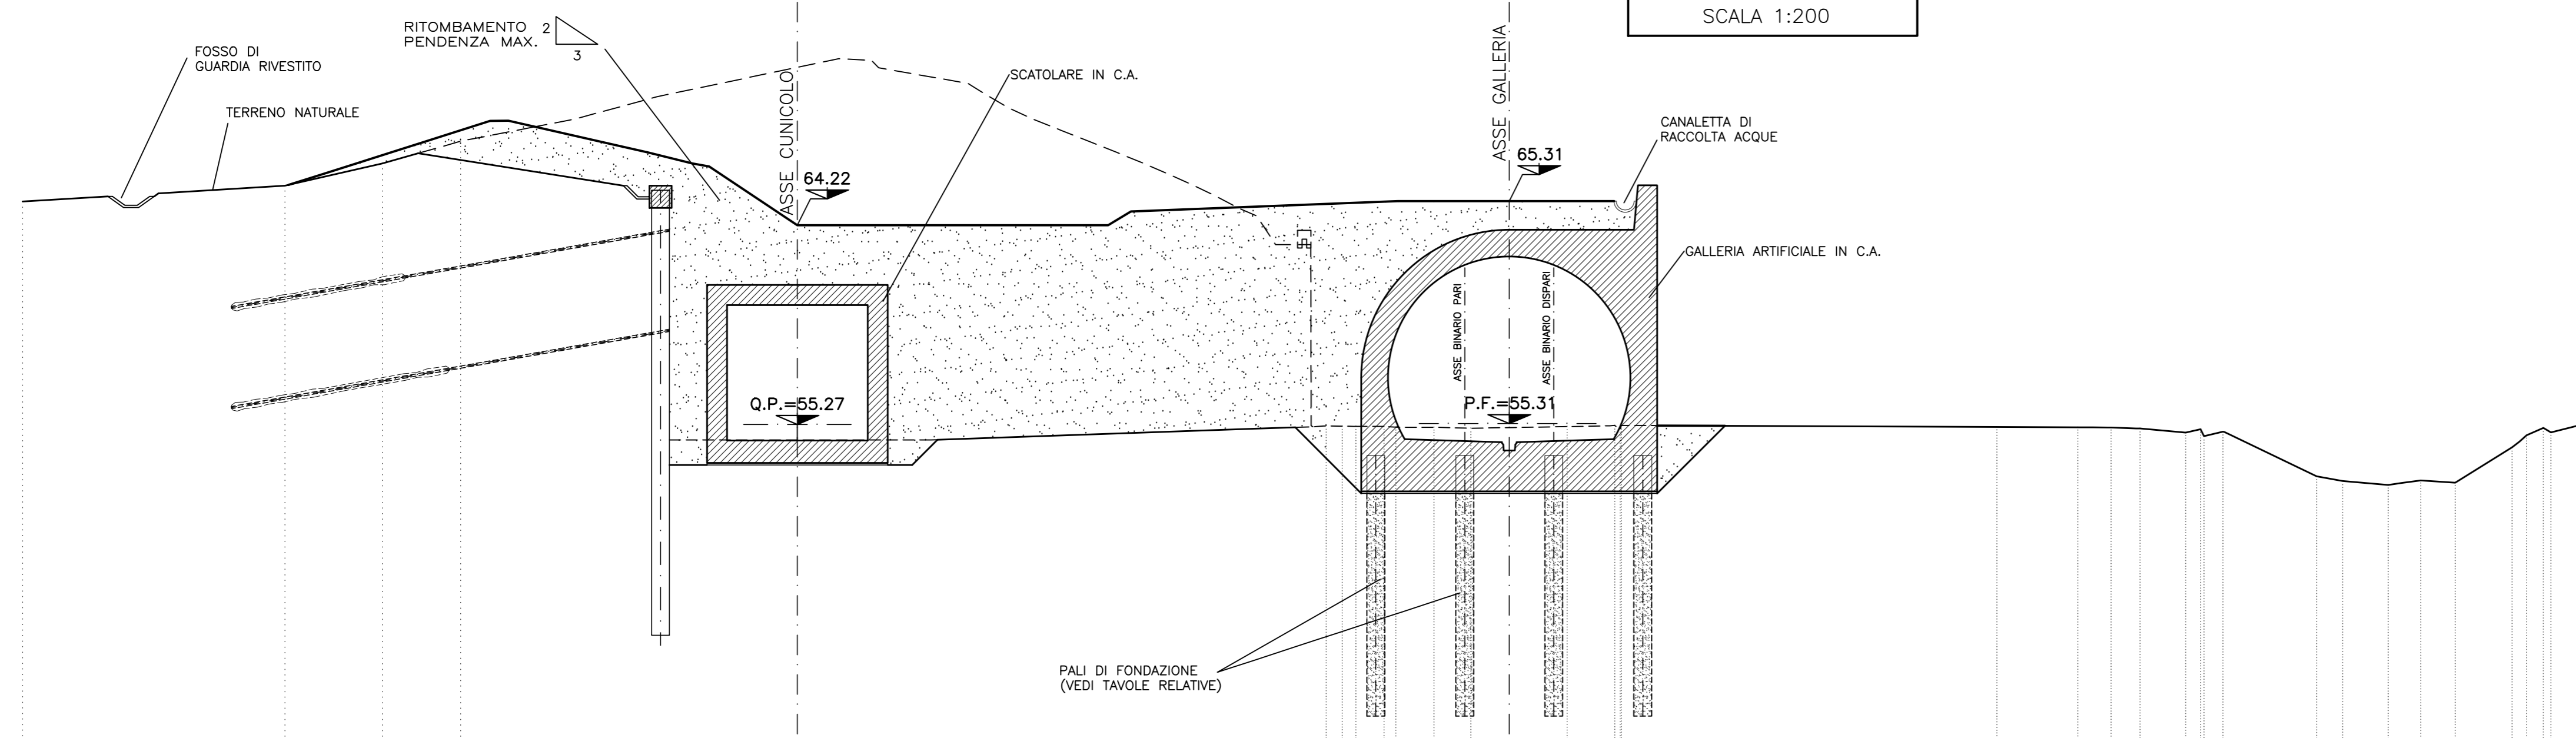 SCALA 1:200
RITOMBAMENTO
PENDENZA MAX.
2
3
FOSSO DI
GUARDIA RIVESTITO
TERRENO NATURALE
ASSE CUNICOLO
SCATOLARE IN C.A.
ASSE GALLERIA
CANALETTA DI
RACCOLTA ACQUE
64.22
65.31
GALLERIA ARTIFICIALE IN C.A.
ASSE BINARIO PARI
ASSE BINARIO DISPARI
Q.P.=55.27
P.F.=55.31
PALI DI FONDAZIONE
(VEDI TAVOLE RELATIVE)